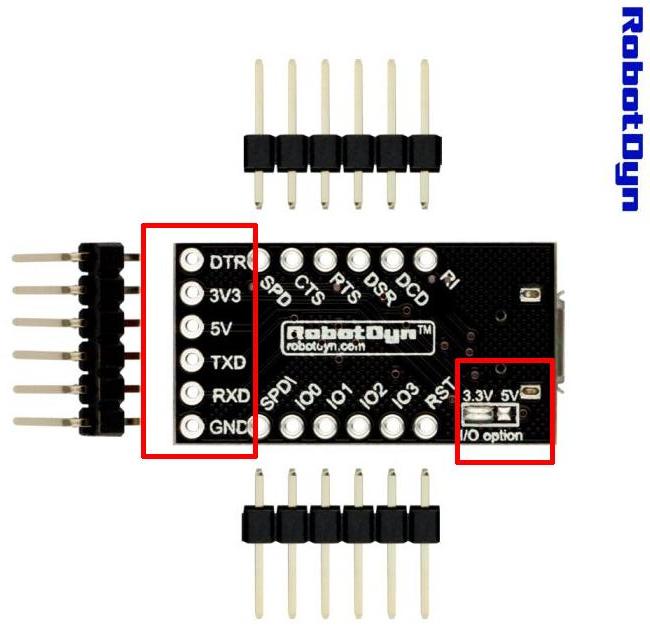 RobotDyn
DTR
3V3
5V
TXD
RXD
GND
SPD
CTS
RTS
DSR
DCD
RI
RobotDyn™
robotdyn.com
SPDI
IO0
IO1
IO2
IO3
RST
3.3V 5V
I/O option